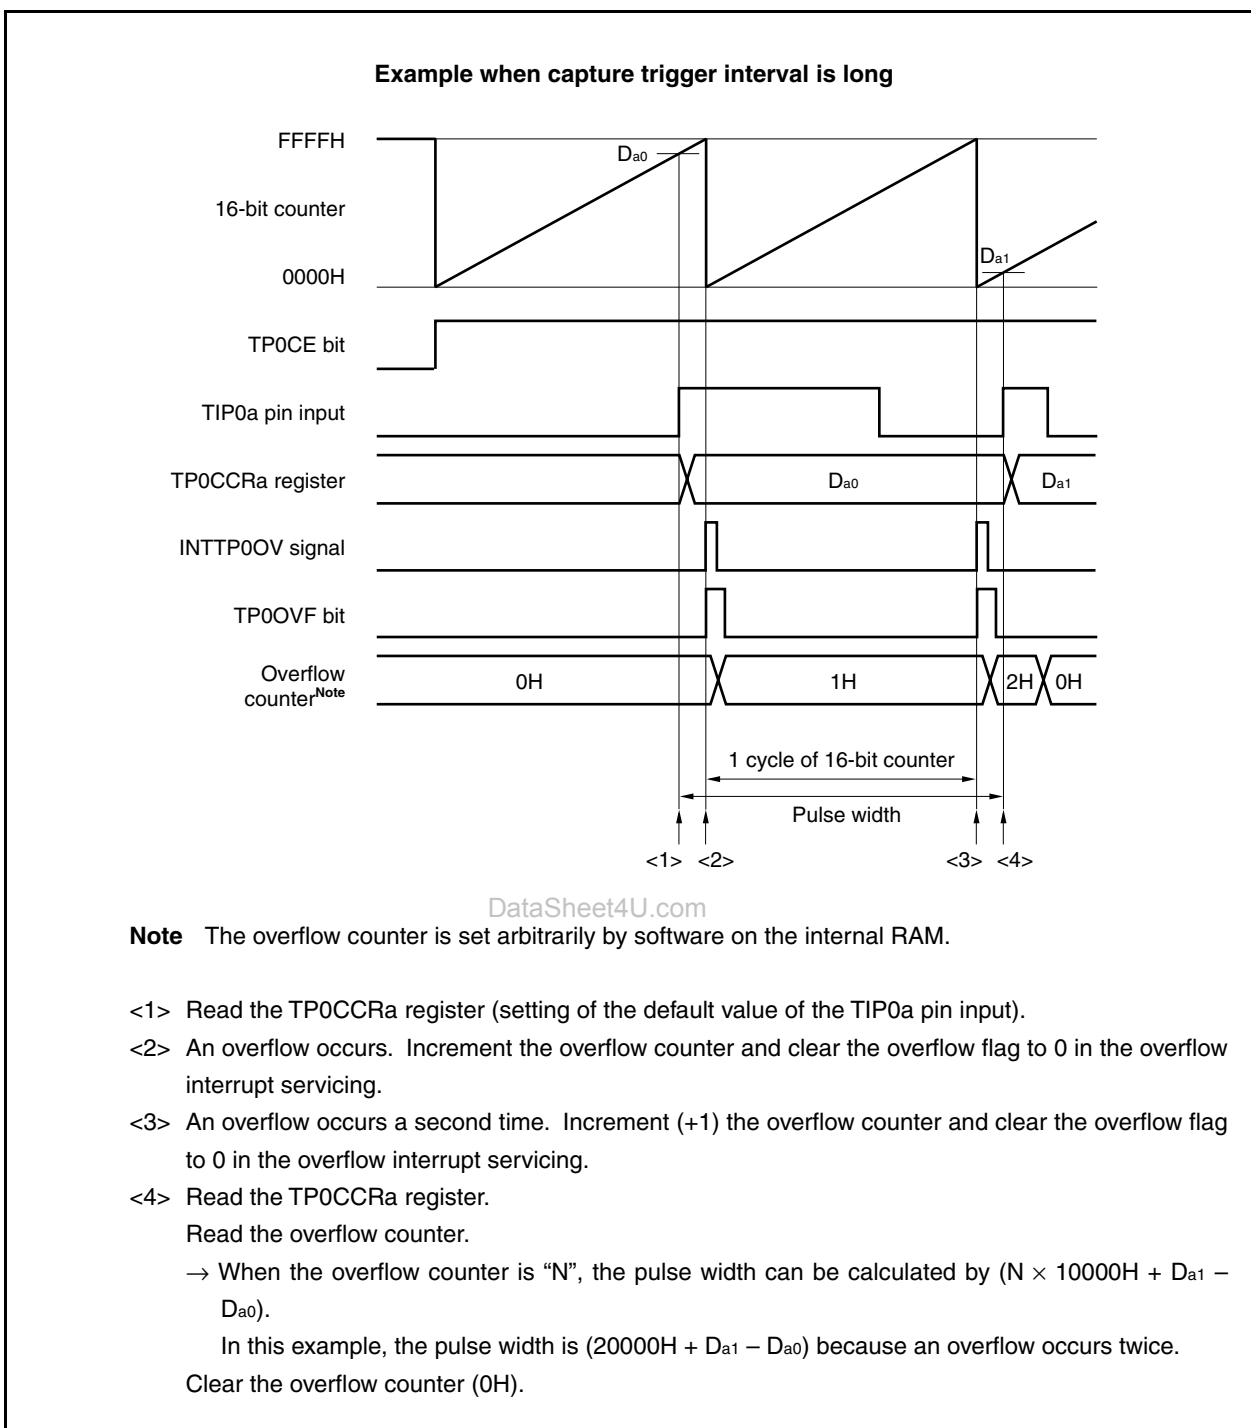 Example when capture trigger interval is long
FFFFH
Da0
16-bit counter
Da1
0000H
TP0CE bit
TIP0a pin input
TP0CCRa register
Da0
Da1
INTTP0OV signal
TP0OVF bit
Overflow
counterNote
0H
1H
2H
0H
1 cycle of 16-bit counter
Pulse width
<1>
<2>
<3>
<4>
DataSheet4U.com
Note The overflow counter is set arbitrarily by software on the internal RAM.
<1> Read the TP0CCRa register (setting of the default value of the TIP0a pin input).
<2> An overflow occurs. Increment the overflow counter and clear the overflow flag to 0 in the overflow
interrupt servicing.
<3> An overflow occurs a second time. Increment (+1) the overflow counter and clear the overflow flag
to 0 in the overflow interrupt servicing.
<4> Read the TP0CCRa register.
Read the overflow counter.
→ When the overflow counter is “N”, the pulse width can be calculated by (N × 10000H + Da1 –
Da0).
In this example, the pulse width is (20000H + Da1 – Da0) because an overflow occurs twice.
Clear the overflow counter (0H).